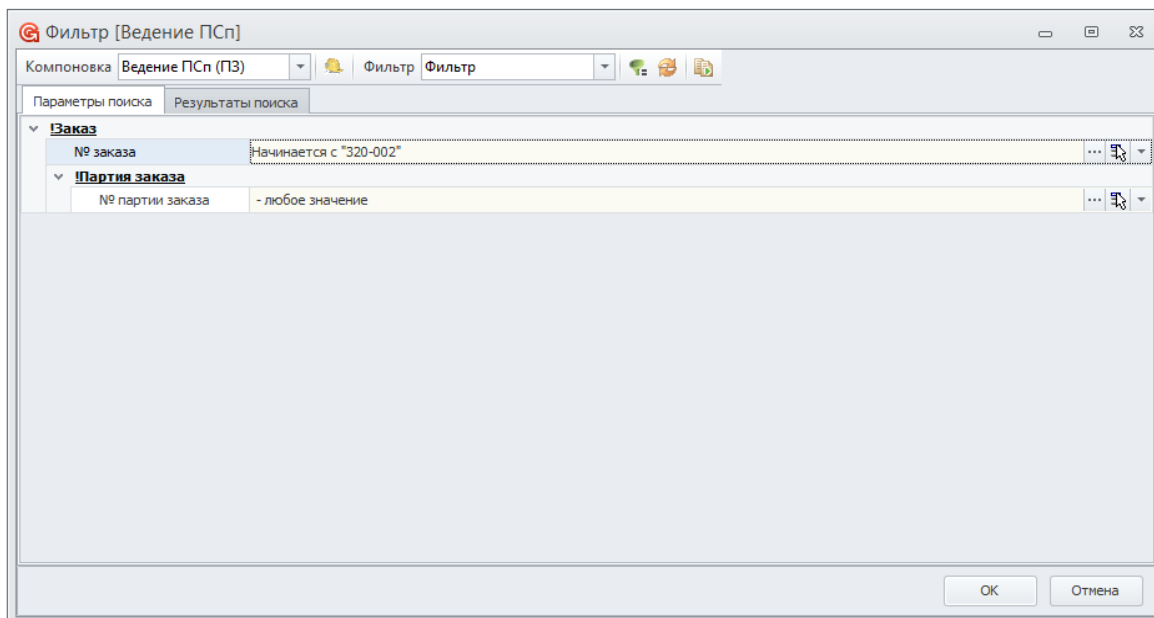 Фильтр [Ведение ПСп]
Компоновка Ведение ПСп (ПЗ) Фильтр Фильтр
Параметры поиска Результаты поиска
!Заказ
№ заказа Начинается с "320-002"
!Партия заказа
№ партии заказа - любое значение
OK Отмена